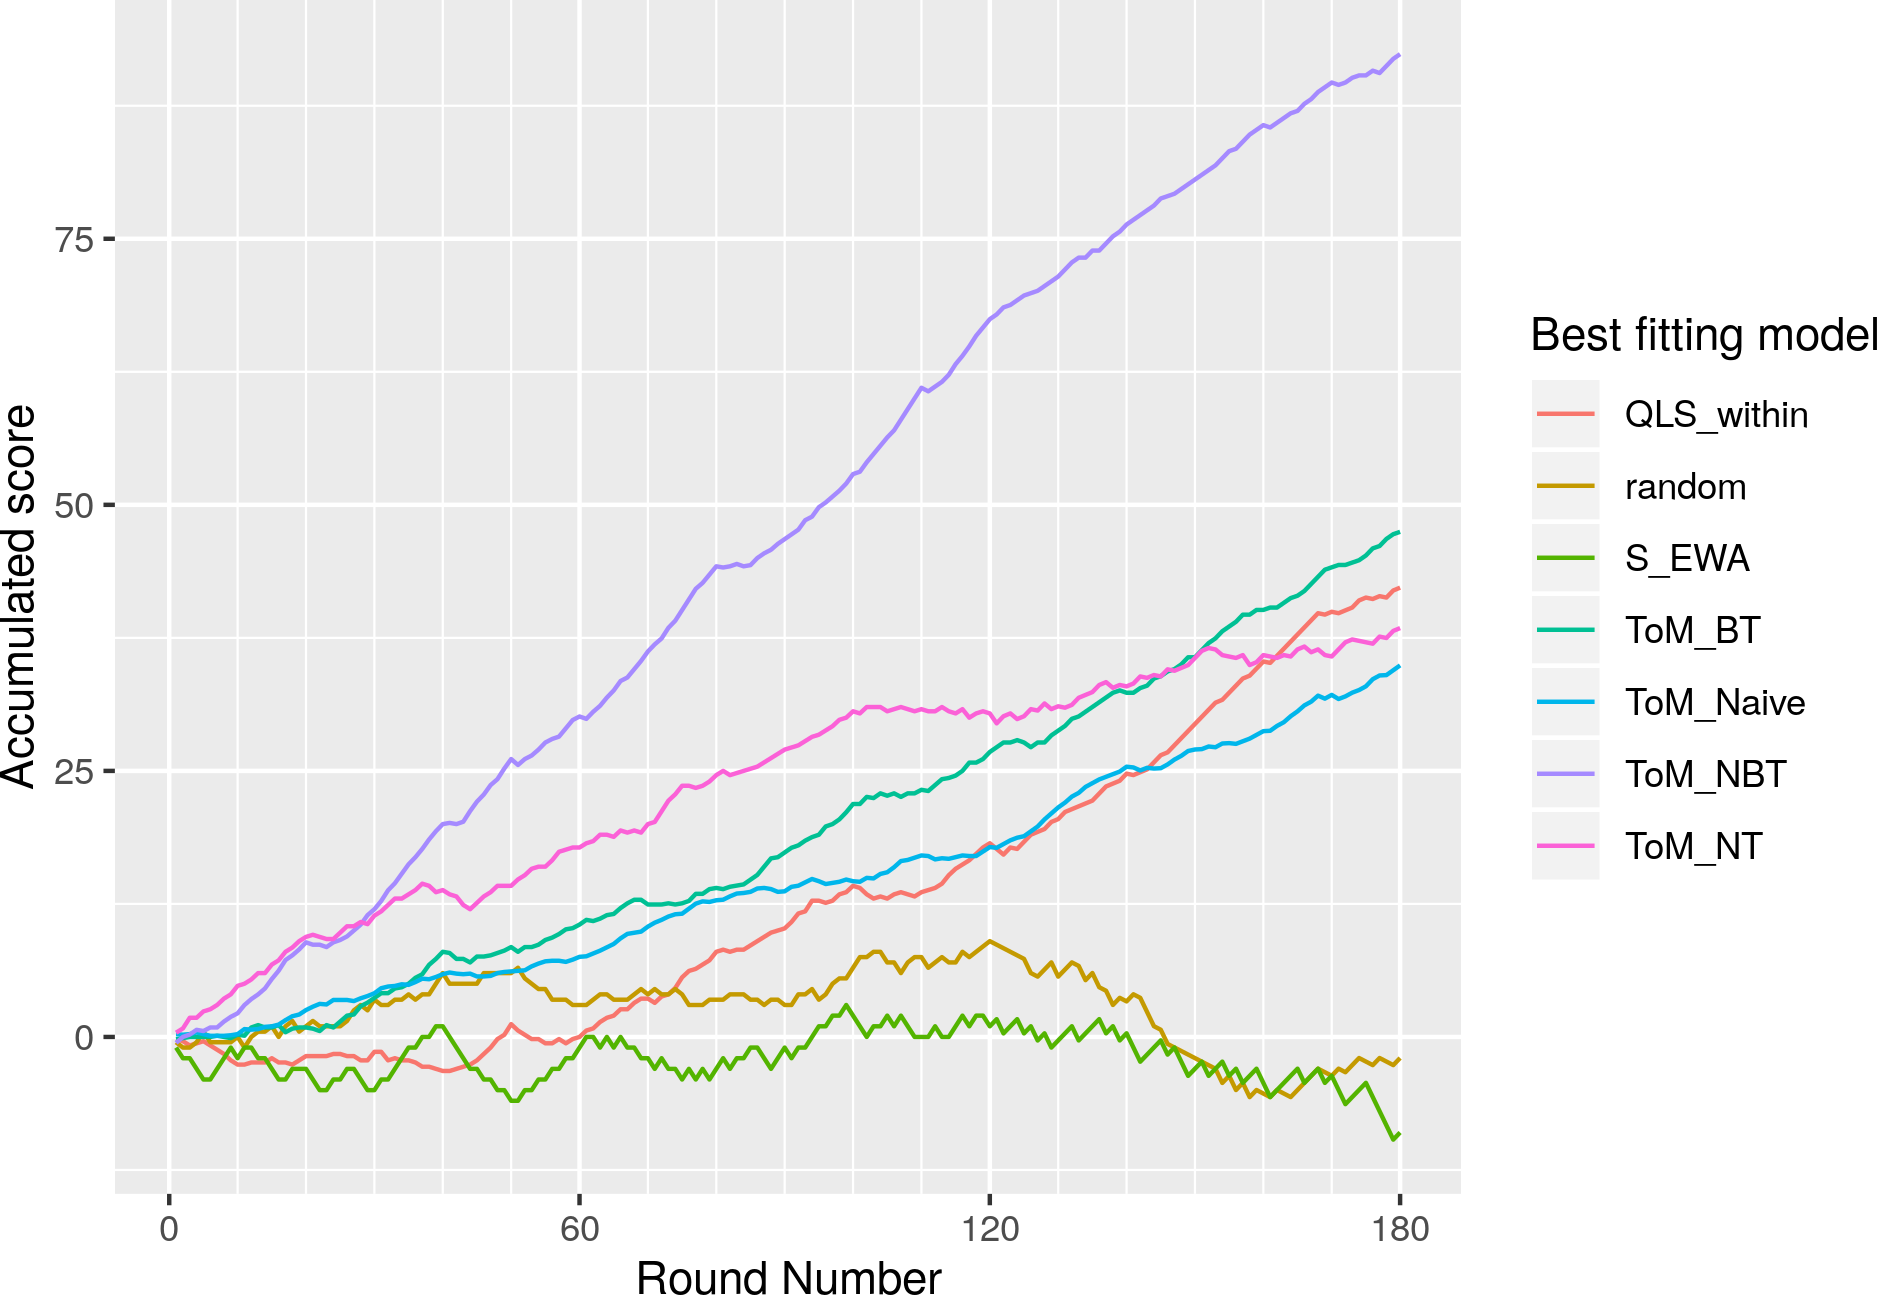 Accumulated score
75
50
25
0
0
60
120
180
Round Number
Best fitting model
QLS_within
random
S_EWA
ToM_BT
ToM_Naive
ToM_NBT
ToM_NT